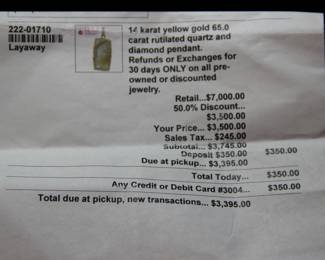 222-01710
Layaway
14 karat yellow gold 65.0
carat rutilated quartz and
diamond pendant.
Refunds or Exchanges for
30 days ONLY on all pre-
owned or discounted
jewelry.
Retail...$7,000.00
50.0% Discount...
$3,500.00
Your Price... $3,500.00
Sales Tax... $245.00
Subtotal... $3,745.00
Deposit $350.00 $350.00
Due at pickup... $3,395.00
Total Today... $350.00
Any Credit or Debit Card #3004... $350.00
Total due at pickup, new transactions... $3,395.00